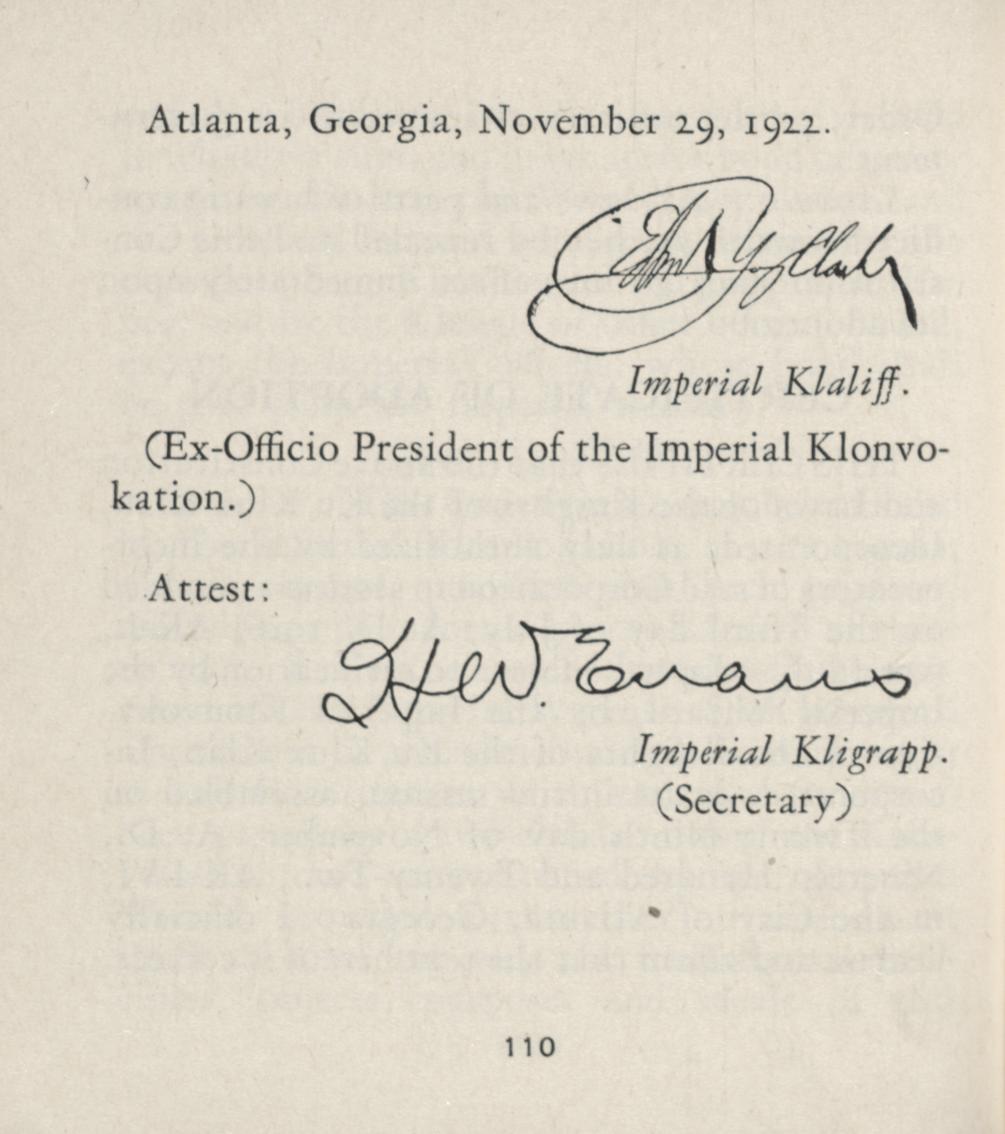 Atlanta, Georgia, November 29, 1922.
Imperial Klaliff.
(Ex-Officio President of the Imperial Klonvo-
kation.)
Attest:
H W. Evans
Imperial Kligrapp.
(Secretary)
110